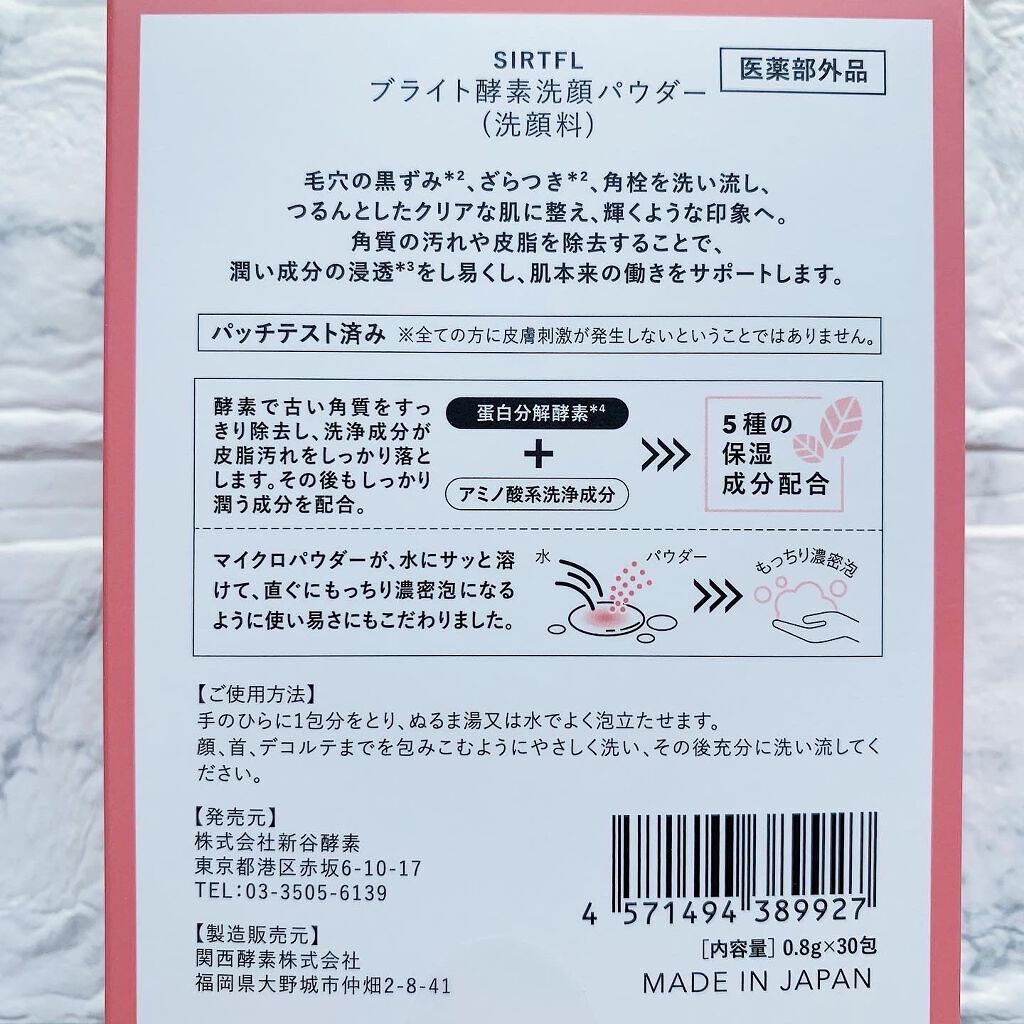 SIRTFL
ブライト酵素洗顔パウダー
(洗顔料)
医薬部外品
毛穴の黒ずみ*2、ざらつき*2、角栓を洗い流し、
つるんとしたクリアな肌に整え、輝くような印象へ。
角質の汚れや皮脂を除去することで、
潤い成分の浸透*3をし易くし、肌本来の働きをサポートします。
パッチテスト済み ※全ての方に皮膚刺激が発生しないということではありません。
酵素で古い角質をすっ
きり除去し、洗浄成分が
皮脂汚れをしっかり落と
します。その後もしっかり
潤う成分を配合。
蛋白分解酵素*4
+
アミノ酸系洗浄成分
5種の
保湿
成分配合
マイクロパウダーが、水にサッと溶
けて、直ぐにもっちり濃密泡になる
ように使い易さにもこだわりました。
水
パウダー
もっちり濃密泡
【ご使用方法】
手のひらに1包分をとり、ぬるま湯又は水でよく泡立たせます。
顔、首、デコルテまでを包みこむようにやさしく洗い、その後充分に洗い流してく
ださい。
【発売元】
株式会社新谷酵素
東京都港区赤坂6-10-17
TEL:03-3505-6139
【製造販売元】
関西酵素株式会社
福岡県大野城市仲畑2-8-41
4 571494 389927
[内容量] 0.8g×30包
MADE IN JAPAN